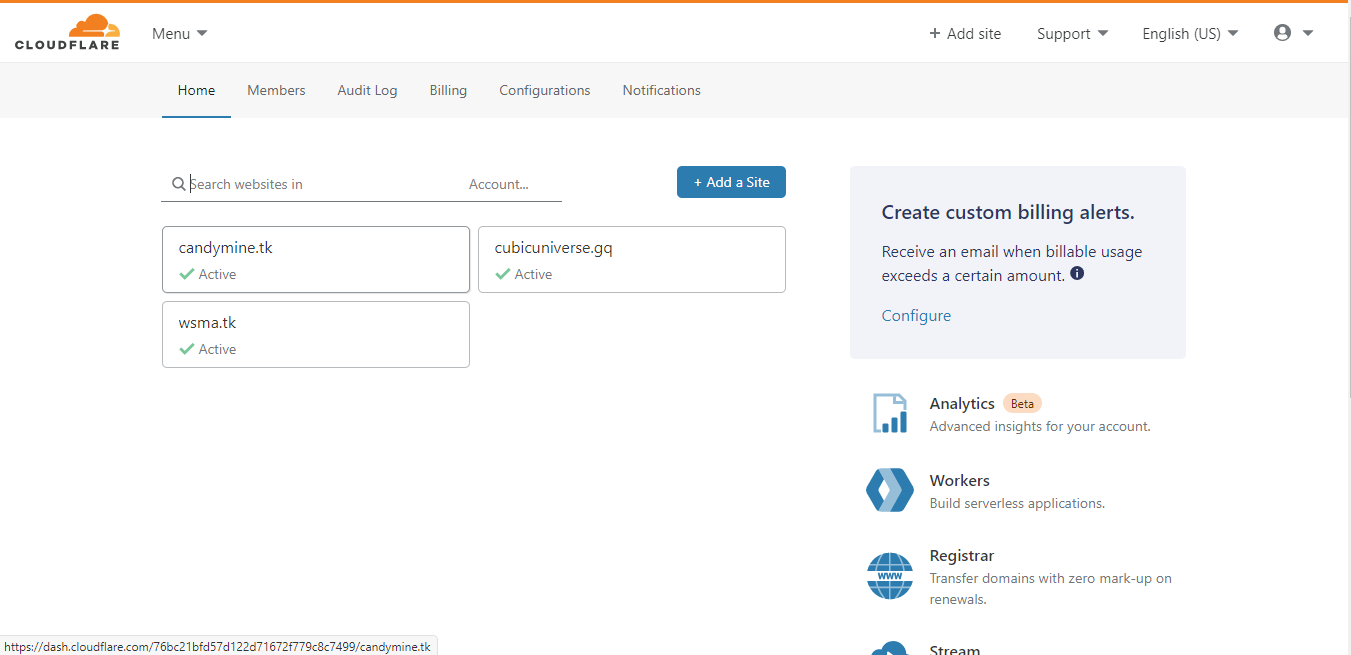 CLOUDFLARE
Menu
+ Add site
Support
English (US)
Home
Members
Audit Log
Billing
Configurations
Notifications
Search websites in
Account...
+ Add a Site
candymine.tk
Active
cubicuniverse.gq
Active
wsma.tk
Active
Create custom billing alerts.
Receive an email when billable usage
exceeds a certain amount.
Configure
Analytics Beta
Advanced insights for your account.
Workers
Build serverless applications.
WWW
Registrar
Transfer domains with zero mark-up on
renewals.
Stream
https://dash.cloudflare.com/76bc21bfd57d122d71672f779c8c7499/candymine.tk